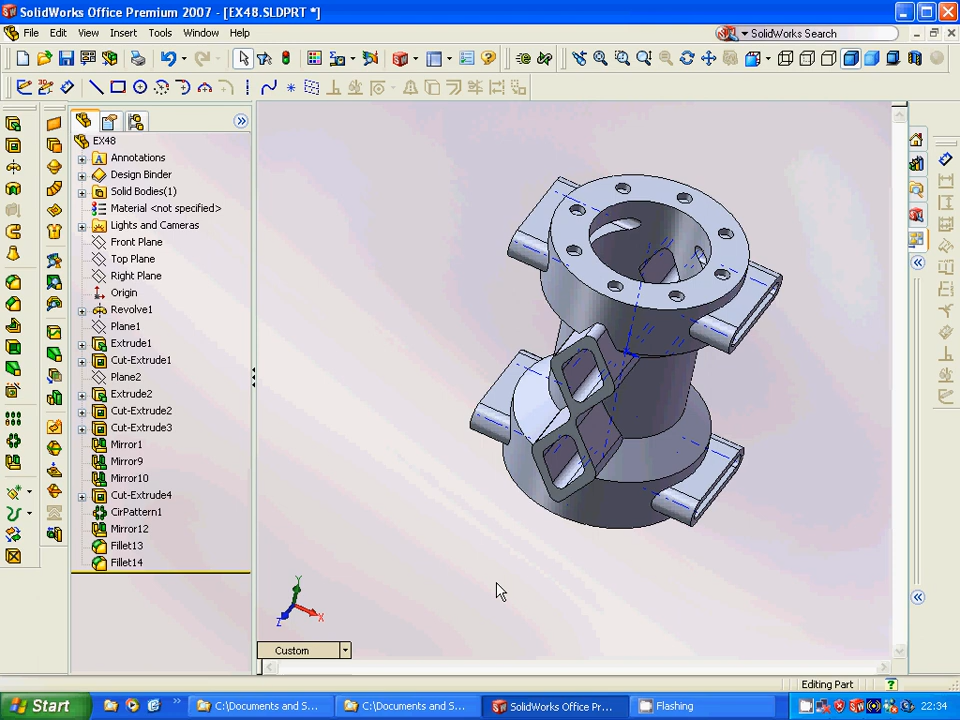 SolidWorks Office Premium 2007 - [EX48.SLDPRT *]
File Edit View Insert Tools Window Help
SolidWorks Search
EX48
Annotations
Design Binder
Solid Bodies(1)
Material <not specified>
Lights and Cameras
Front Plane
Top Plane
Right Plane
Origin
Revolve1
Plane1
Extrude1
Cut-Extrude1
Plane2
Extrude2
Cut-Extrude2
Cut-Extrude3
Mirror1
Mirror9
Mirror10
Cut-Extrude4
CirPattern1
Mirror12
Fillet13
Fillet14
Y
X
Z
Custom
Editing Part
Start
C:\Documents and S...
C:\Documents and S...
SolidWorks Office Pr...
Flashing
22:34